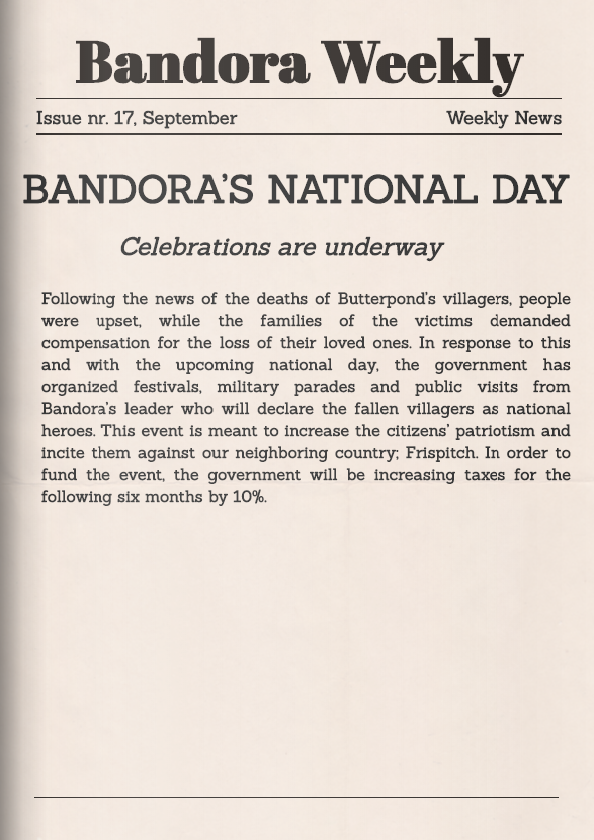 Bandora Weekly
Issue nr. 17, September
Weekly News
BANDORA'S NATIONAL DAY
Celebrations are underway
Following the news of the deaths of Butterpond's villagers, people
were upset, while the families of the victims demanded
compensation for the loss of their loved ones. In response to this
and with the upcoming national day, the government has
organized festivals, military parades and public visits from
Bandora's leader who will declare the fallen villagers as national
heroes. This event is meant to increase the citizens' patriotism and
incite them against our neighboring country; Frispitch. In order to
fund the event, the government will be increasing taxes for the
following six months by 10%.